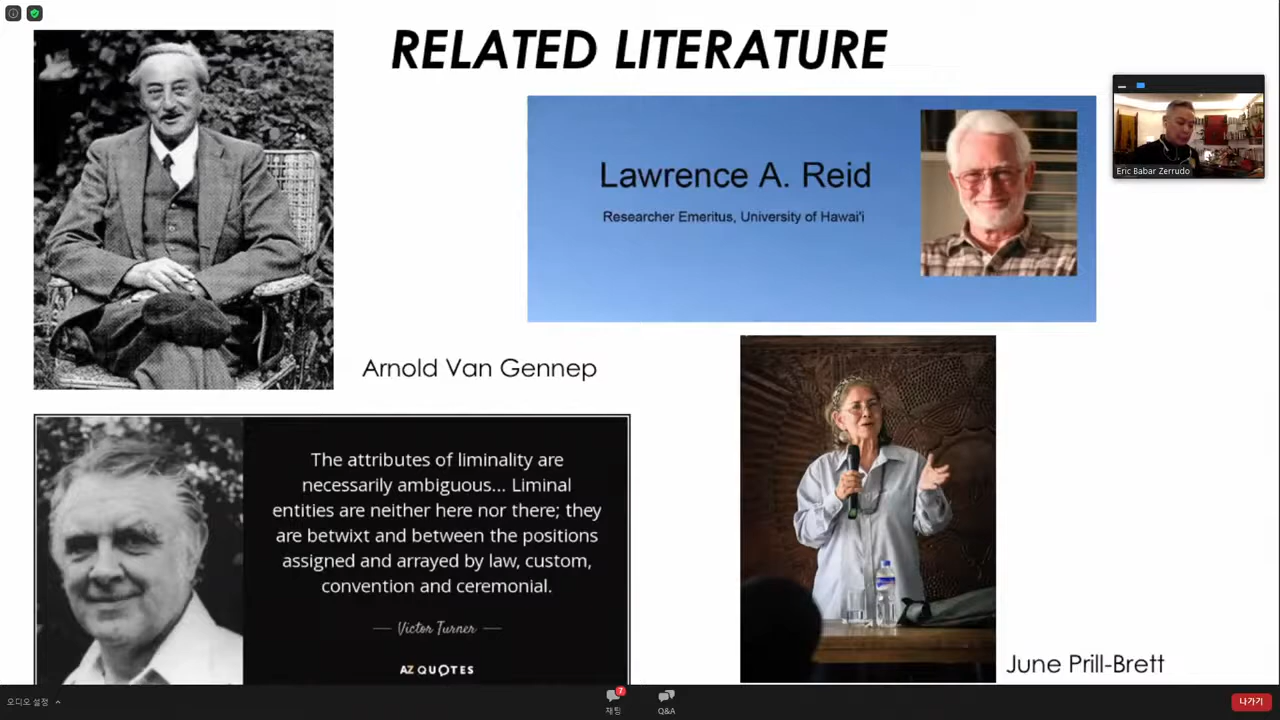 RELATED LITERATURE
Eric Babar Zerrudo
Lawrence A. Reid
Researcher Emeritus, University of Hawai'i
Arnold Van Gennep
The attributes of liminality are
necessarily ambiguous... Liminal
entities are neither here nor there; they
are betwixt and between the positions
assigned and arrayed by law, custom,
convention and ceremonial.
Victor Turner
AZ QUOTES
June Prill-Brett
오디오 설정
7
채팅
Q&A
나가기